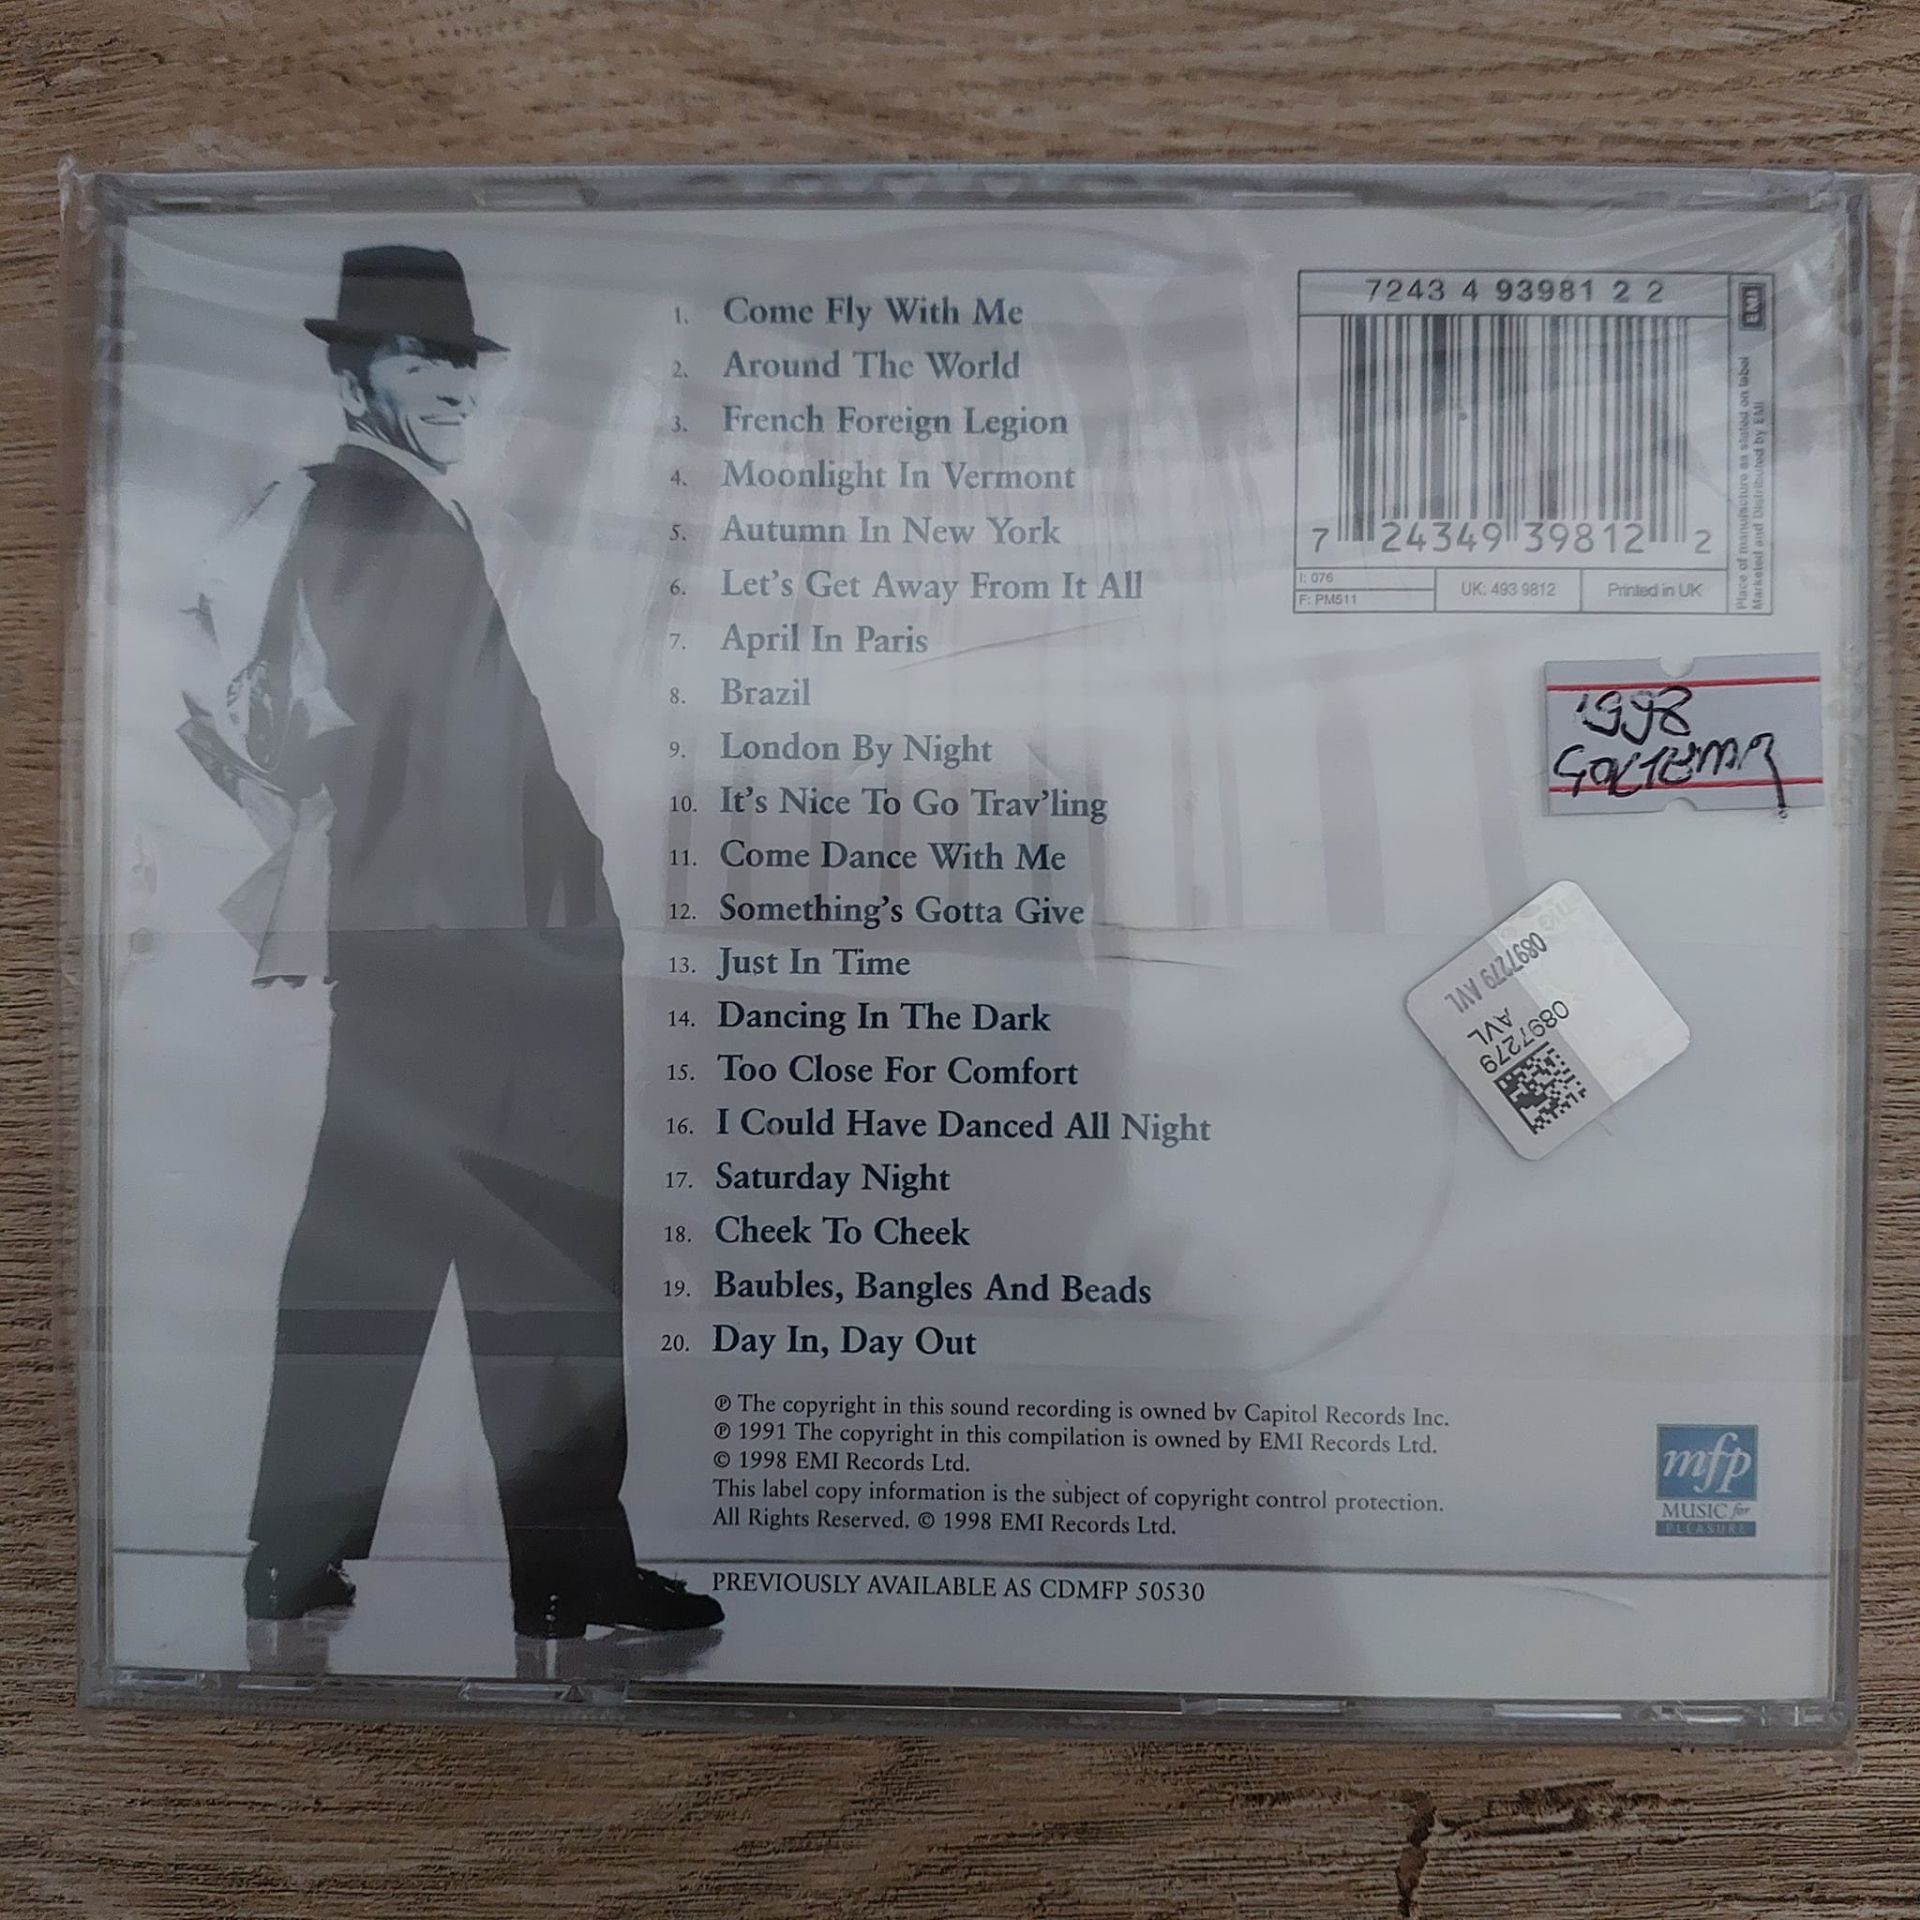 1. Come Fly With Me
2. Around The World
3. French Foreign Legion
4. Moonlight In Vermont
5. Autumn In New York
6. Let's Get Away From It All
7. April In Paris
8. Brazil
9. London By Night
10. It's Nice To Go Trav'ling
11. Come Dance With Me
12. Something's Gotta Give
13. Just In Time
14. Dancing In The Dark
15. Too Close For Comfort
16. I Could Have Danced All Night
17. Saturday Night
18. Cheek To Cheek
19. Baubles, Bangles And Beads
20. Day In, Day Out
℗ The copyright in this sound recording is owned by Capitol Records Inc.
℗ 1991 The copyright in this compilation is owned by EMI Records Ltd.
© 1998 EMI Records Ltd.
This label copy information is the subject of copyright control protection.
All Rights Reserved. © 1998 EMI Records Ltd.
PREVIOUSLY AVAILABLE AS CDMFP 50530
7243 4 93981 2 2
7 24349 39812 2
I: 076
F: PM511
UK: 493 9812
Printed in UK
EMI
Place of manufacture as stated on label
Marketed and Distributed by EMI
1998
0897279 AVL
0897279
AVL
mfp
MUSIC for
PLEASURE